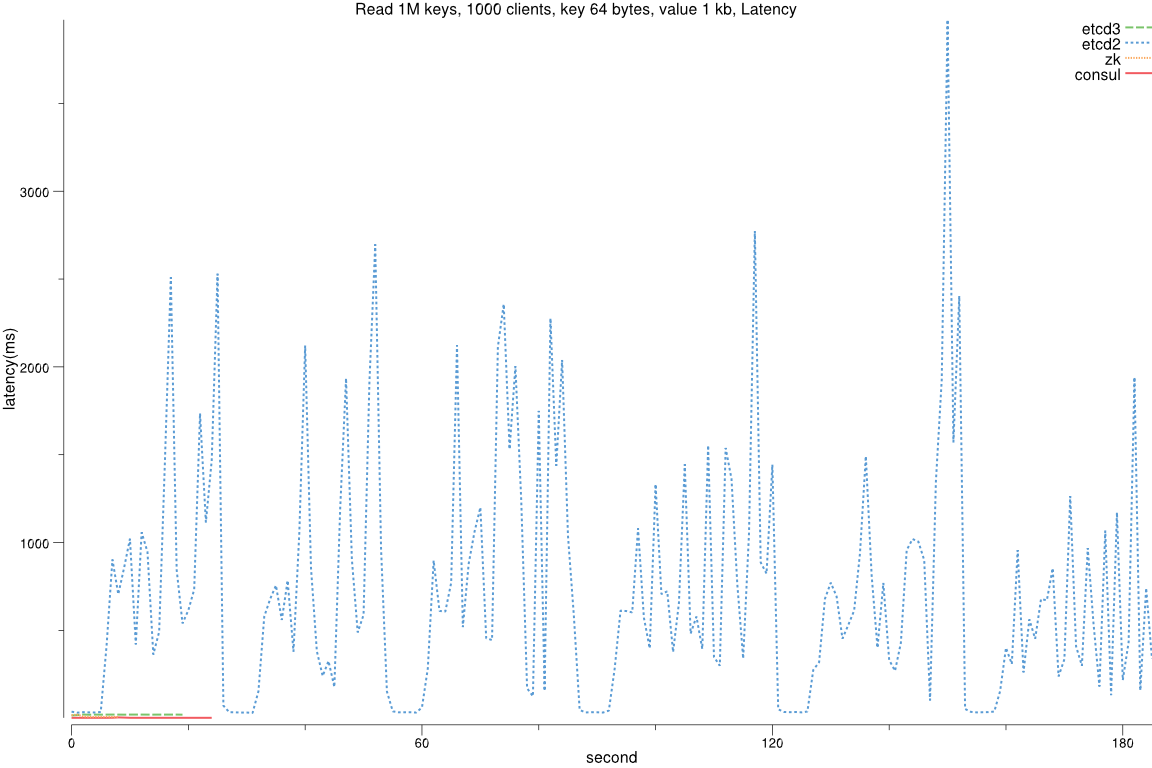 Read 1M keys, 1000 clients, key 64 bytes, value 1 kb, Latency
etcd3
etcd2
zk
consul
3000
2000
1000
latency(ms)
0
60
120
180
second